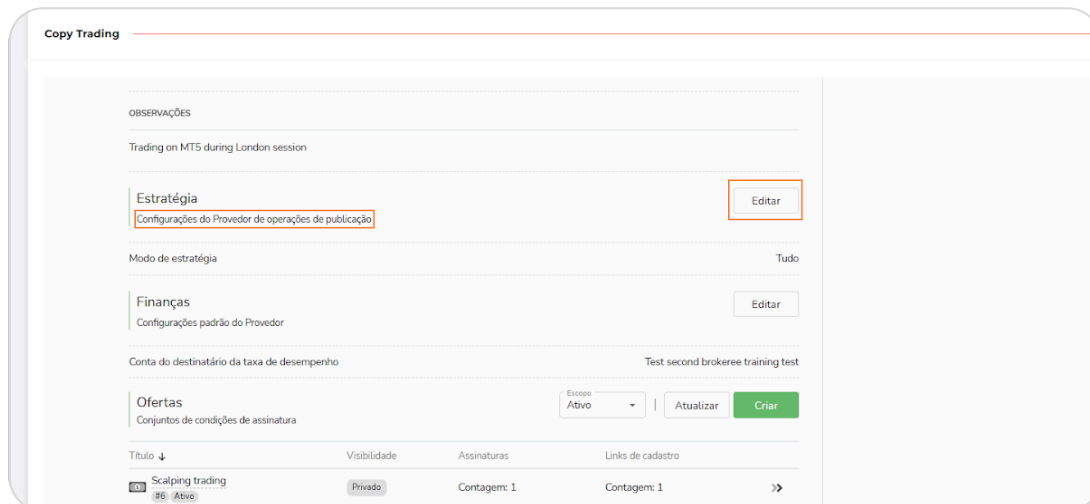 Copy Trading
OBSERVAÇÕES
Trading on MT5 during London session
Estratégia
Editar
Configurações do Provedor de operações de publicação
Modo de estratégia Tudo
Finanças
Editar
Configurações padrão do Provedor
Conta do destinatário da taxa de desempenho Test second brokeree training test
Ofertas
Escopo
Ativo | Atualizar Criar
Conjuntos de condições de assinatura
Título Visibilidade Assinaturas Links de cadastro
Scalping trading
#6 Ativo
Privado Contagem: 1 Contagem: 1